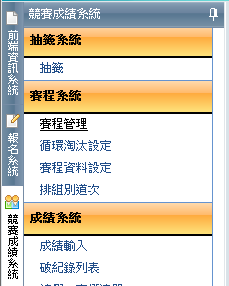 競賽成績系統
前端資訊系統
報名系統
競賽成績系統
抽籤系統
抽籤
賽程系統
賽程管理
循環淘汰設定
賽程資料設定
排組別道次
成績系統
成績輸入
破紀錄列表